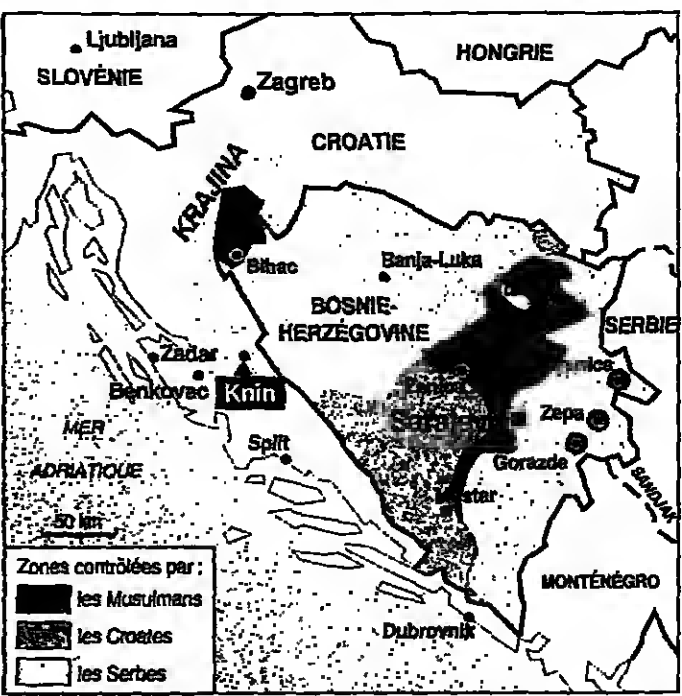 Ljubljana
SLOVÉNIE
HONGRIE
Zagreb
CROATIE
KRAJINA
Bihac
Banja-Luka
BOSNIE-
HERZÉGOVINE
SERBIE
Zadar
Benkovac
Knin
Zepa
Gorazde
Sarajevo
MER
ADRIATIQUE
Split
Mostar
SANDJAK
50 km
MONTÉNÉGRO
Dubrovnik
Zones contrôlées par :
les Musulmans
les Croates
les Serbes